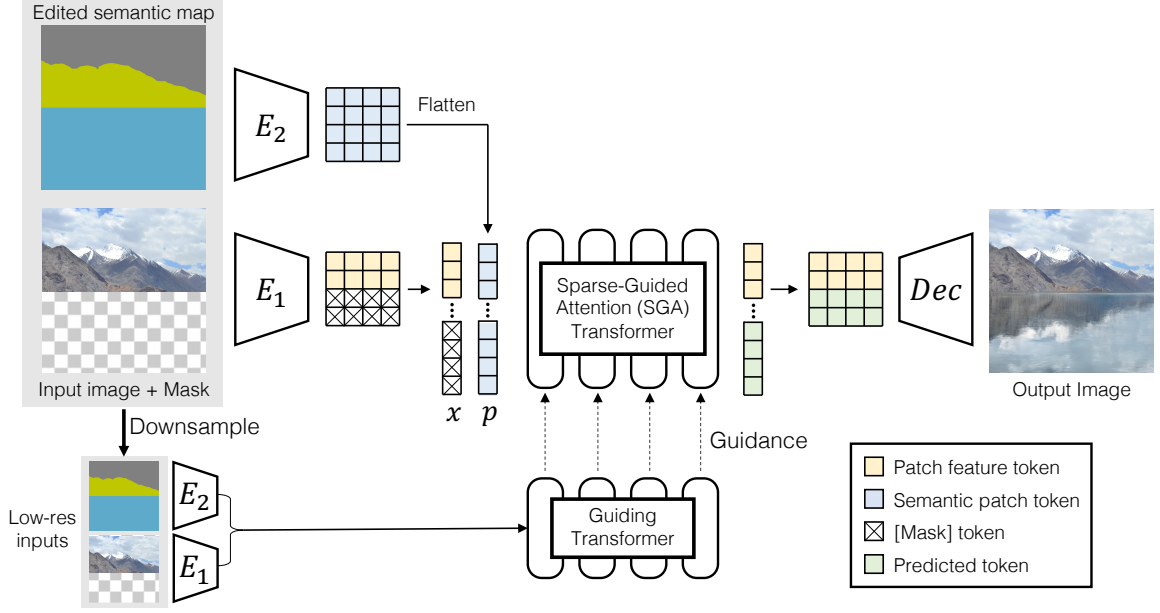 Edited semantic map
E₂
Flatten
E₁
Input image + Mask
x p
Sparse-Guided
Attention (SGA)
Transformer
Dec
Output Image
Downsample
Guidance
Low-res
inputs
E₂
E₁
Guiding
Transformer
Patch feature token
Semantic patch token
[Mask] token
Predicted token